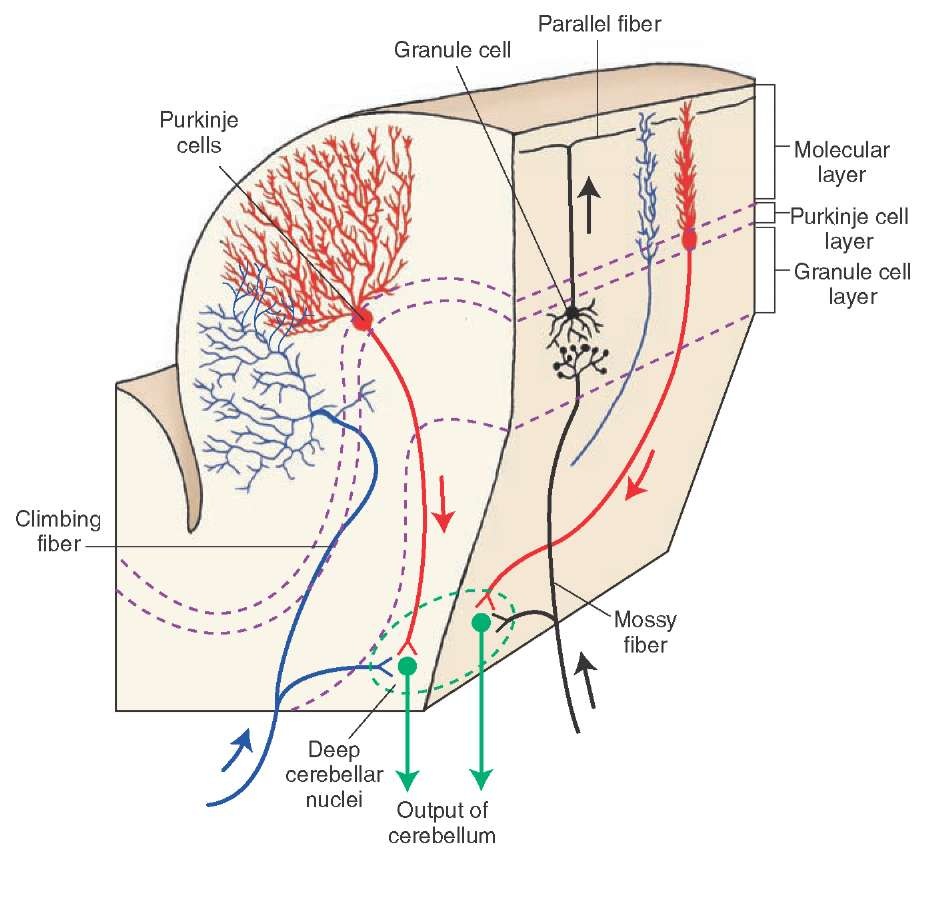 Parallel fiber
Granule cell
Purkinje
cells
Molecular
layer
Purkinje cell
layer
Granule cell
layer
Climbing
fiber
Mossy
fiber
Deep
cerebellar
nuclei
Output of
cerebellum